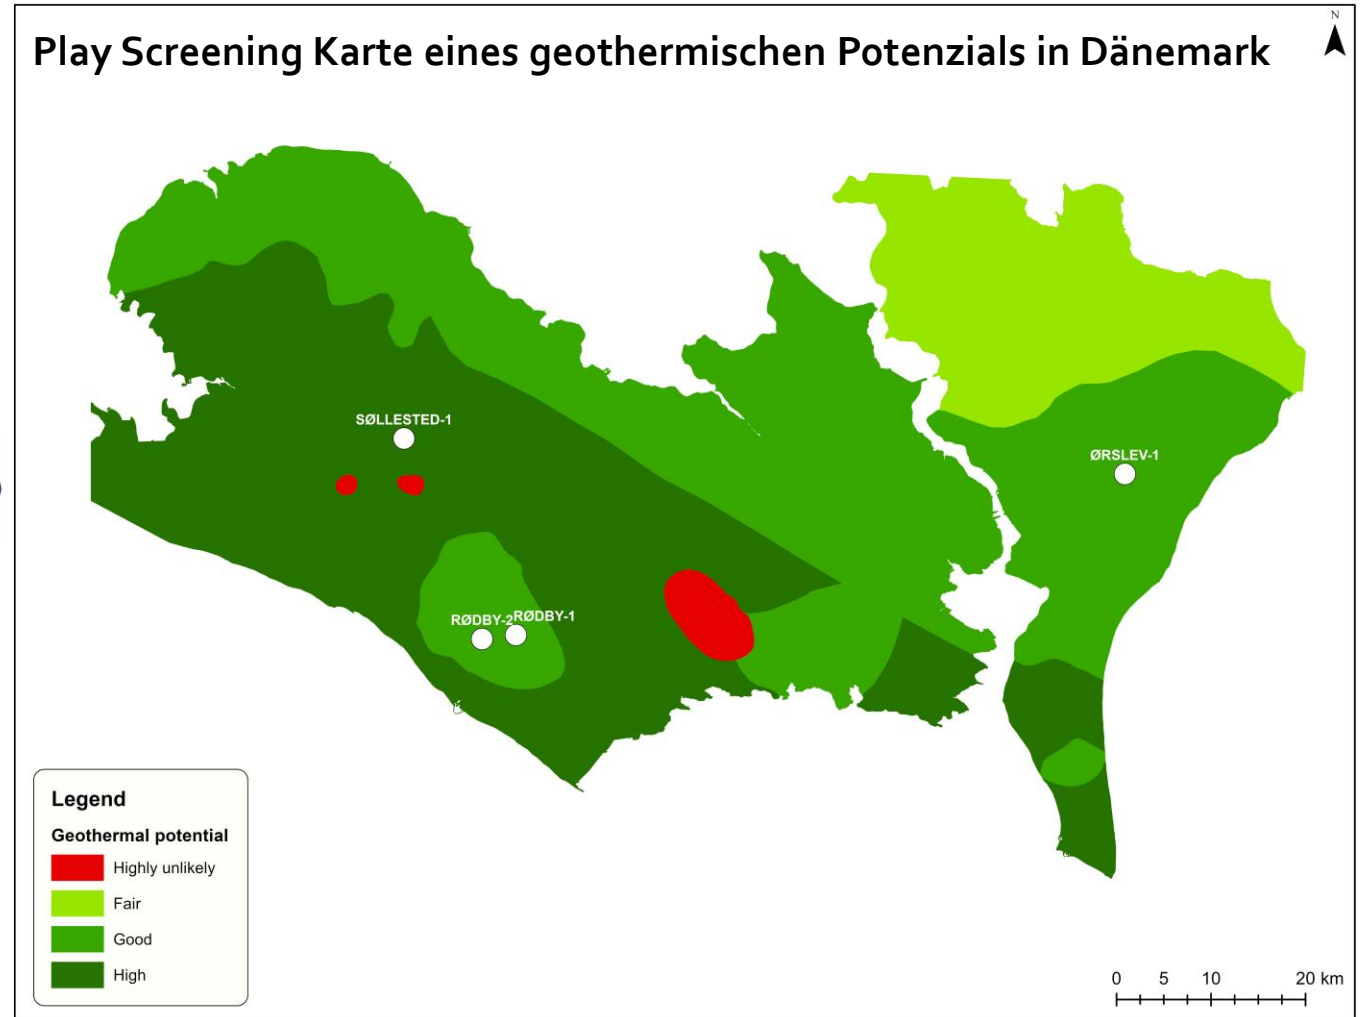 Play Screening Karte eines geothermischen Potenzials in Dänemark
N
SØLLESTED-1
ØRSLEV-1
RØDBY-2
RØDBY-1
Legend
Geothermal potential
Highly unlikely
Fair
Good
High
0 5 10 20 km